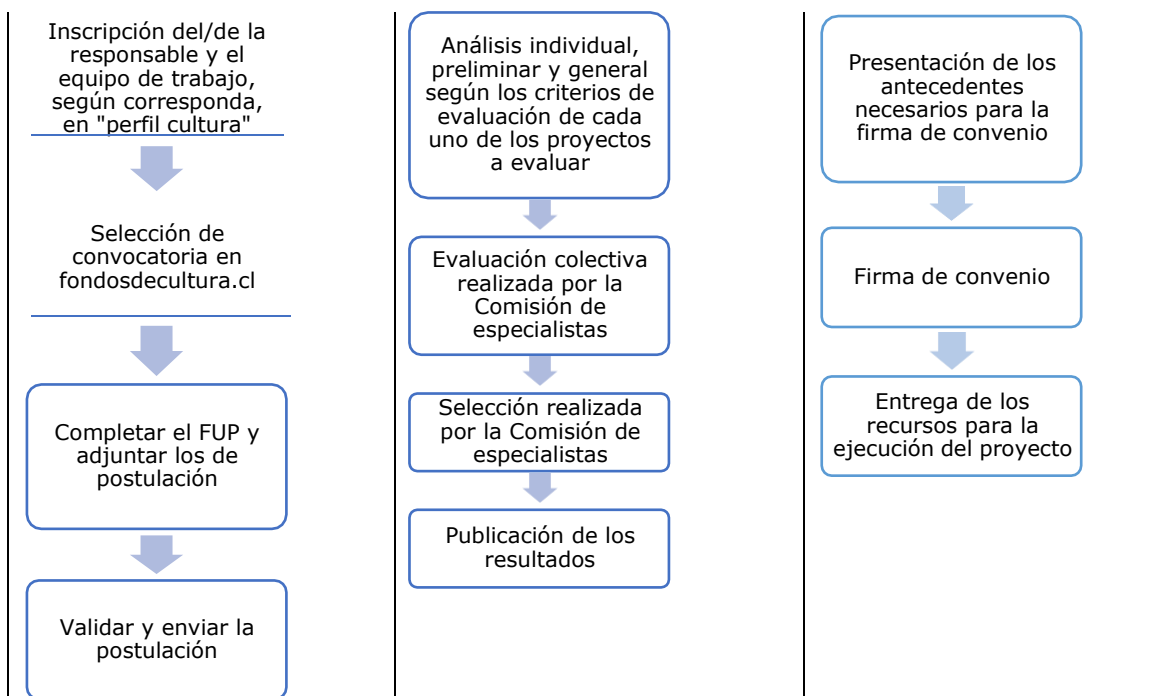 Inscripción del/de la
responsable y el
equipo de trabajo,
según corresponda,
en "perfil cultura"
Selección de
convocatoria en
fondosdecultura.cl
Completar el FUP y
adjuntar los de
postulación
Validar y enviar la
postulación
Análisis individual,
preliminar y general
según los criterios de
evaluación de cada
uno de los proyectos
a evaluar
Evaluación colectiva
realizada por la
Comisión de
especialistas
Selección realizada
por la Comisión de
especialistas
Publicación de los
resultados
Presentación de los
antecedentes
necesarios para la
firma de convenio
Firma de convenio
Entrega de los
recursos para la
ejecución del proyecto